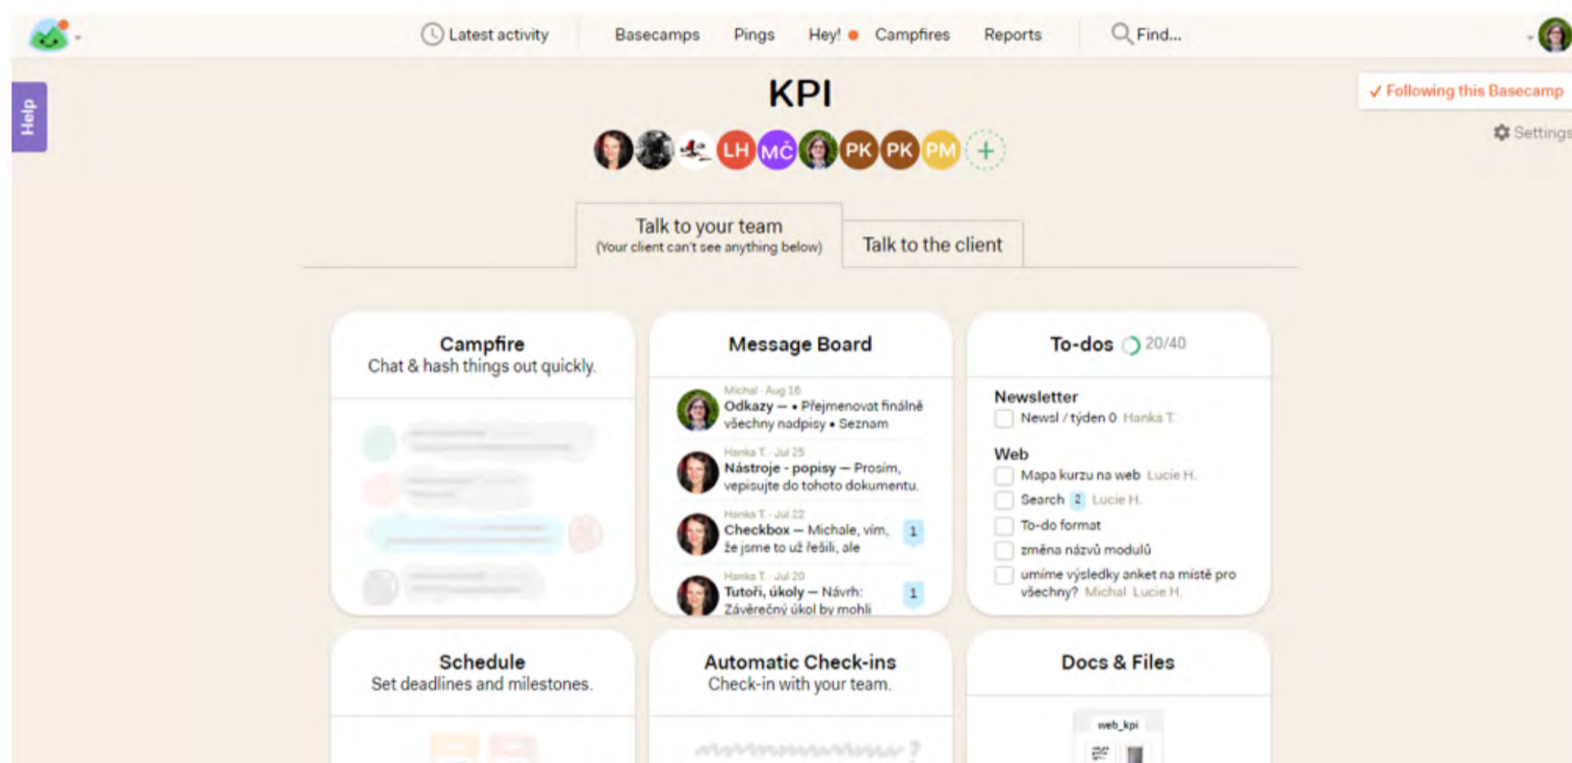 Latest activity
Basecamps
Pings
Hey!
Campfires
Reports
Find...
Help
KPI
✓ Following this Basecamp
Settings
LH
MČ
PK
PK
PM
+
Talk to your team
(Your client can't see anything below)
Talk to the client
Campfire
Chat & hash things out quickly.
Message Board
Michal · Aug 16
Odkazy — • Přejmenovat finálně
všechny nadpisy • Seznam
Hanka T. · Jul 25
Nástroje - popisy — Prosím,
vepisujte do tohoto dokumentu.
Hanka T. · Jul 22
Checkbox — Michale, vím,
že jsme to už řešili, ale
1
Hanka T. · Jul 20
Tutoři, úkoly — Návrh:
Závěrečný úkol by mohli
1
To-dos 20/40
Newsletter
Newsl / týden 0 Hanka T.
Web
Mapa kurzu na web Lucie H.
Search 2 Lucie H.
To-do format
změna názvů modulů
umíme výsledky anket na místě pro
všechny? Michal Lucie H.
Schedule
Set deadlines and milestones.
Automatic Check-ins
Check-in with your team.
?
Docs & Files
web_kpi